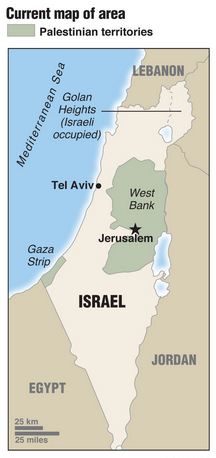 Current map of area
Palestinian territories
LEBANON
Mediterranean Sea
Golan
Heights
(Israeli
occupied)
Tel Aviv
West
Bank
Jerusalem
Gaza
Strip
ISRAEL
JORDAN
EGYPT
25 km
25 miles